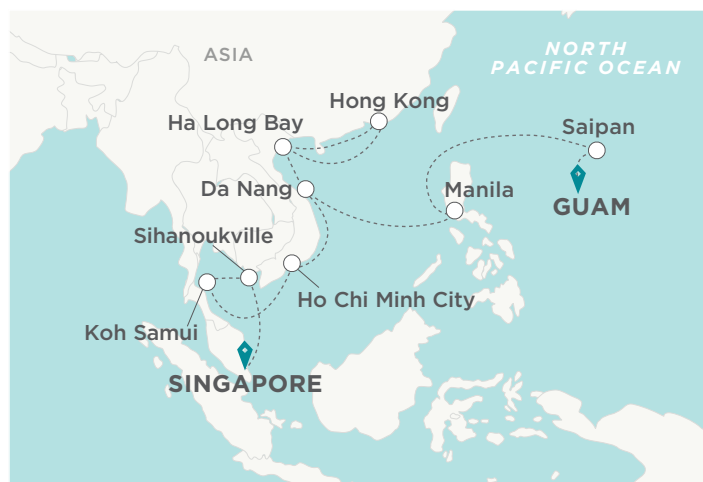 NORTH
PACIFIC OCEAN
ASIA
Hong Kong
Ha Long Bay
Saipan
Da Nang
Manila
GUAM
Sihanoukville
Ho Chi Minh City
Koh Samui
SINGAPORE